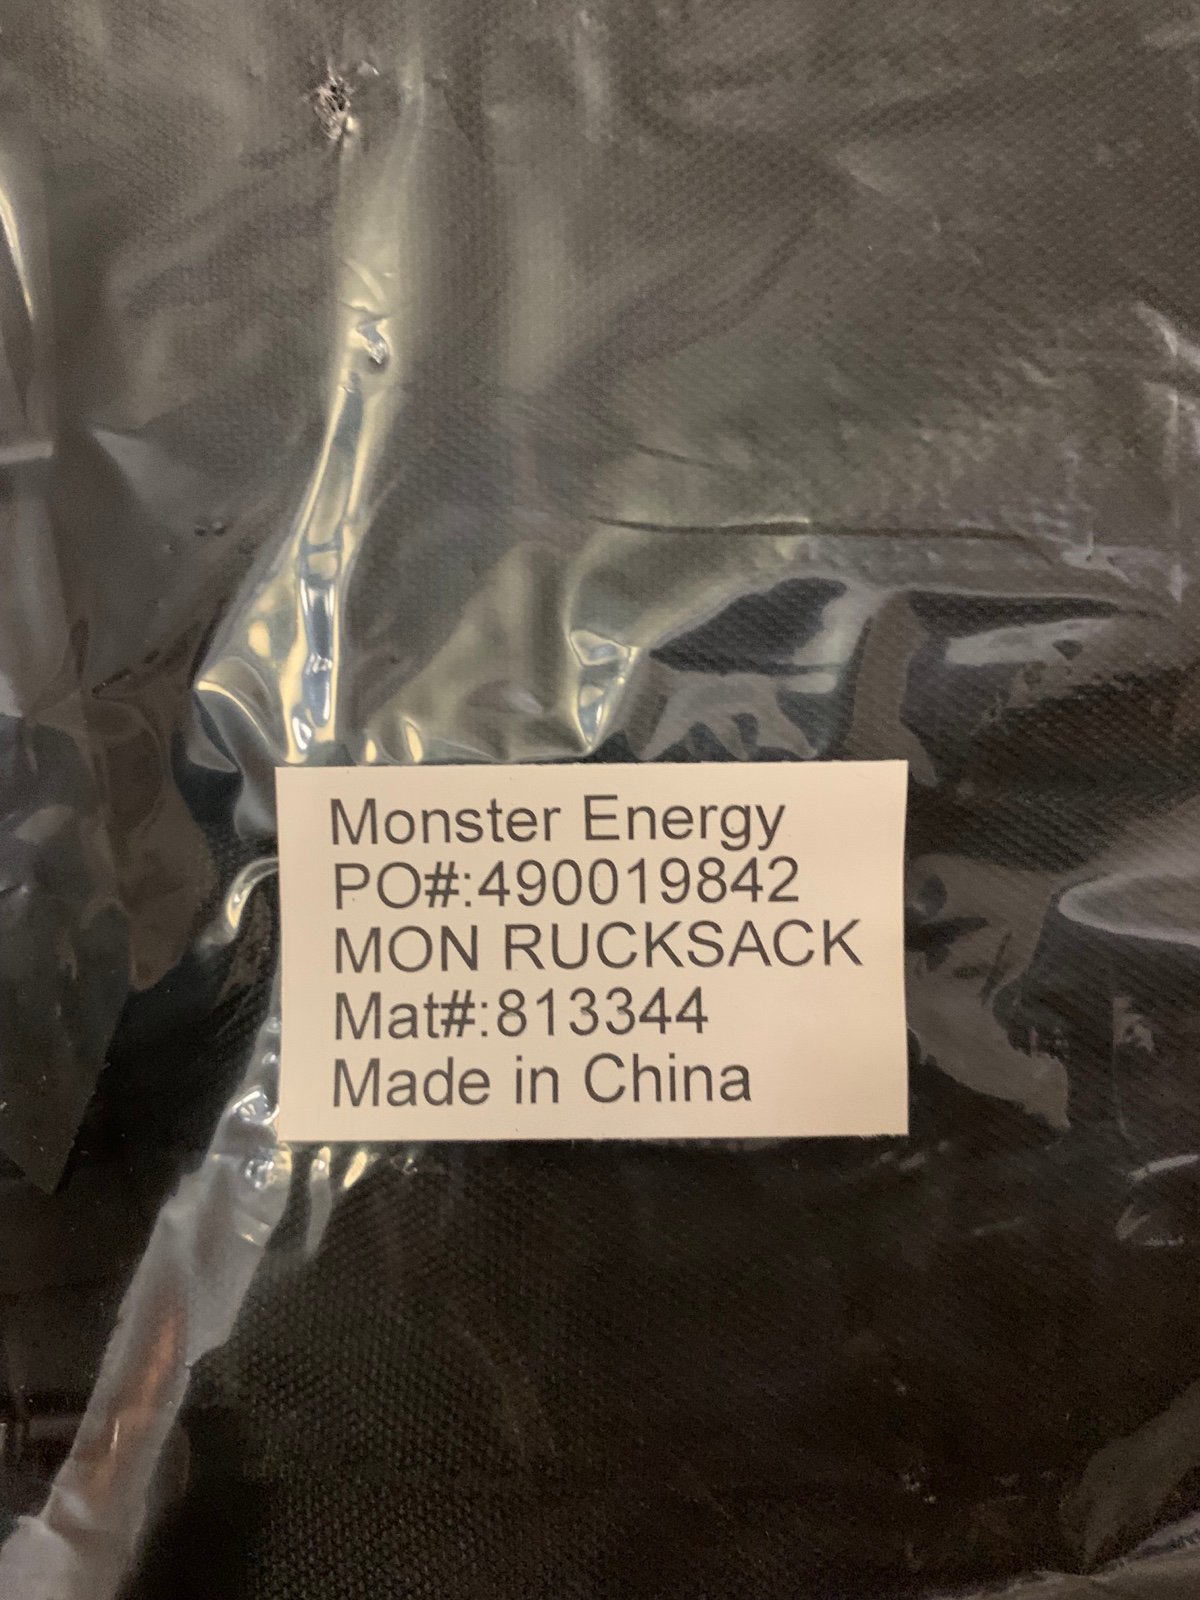 Monster Energy
PO#:490019842
MON RUCKSACK
Mat#:813344
Made in China